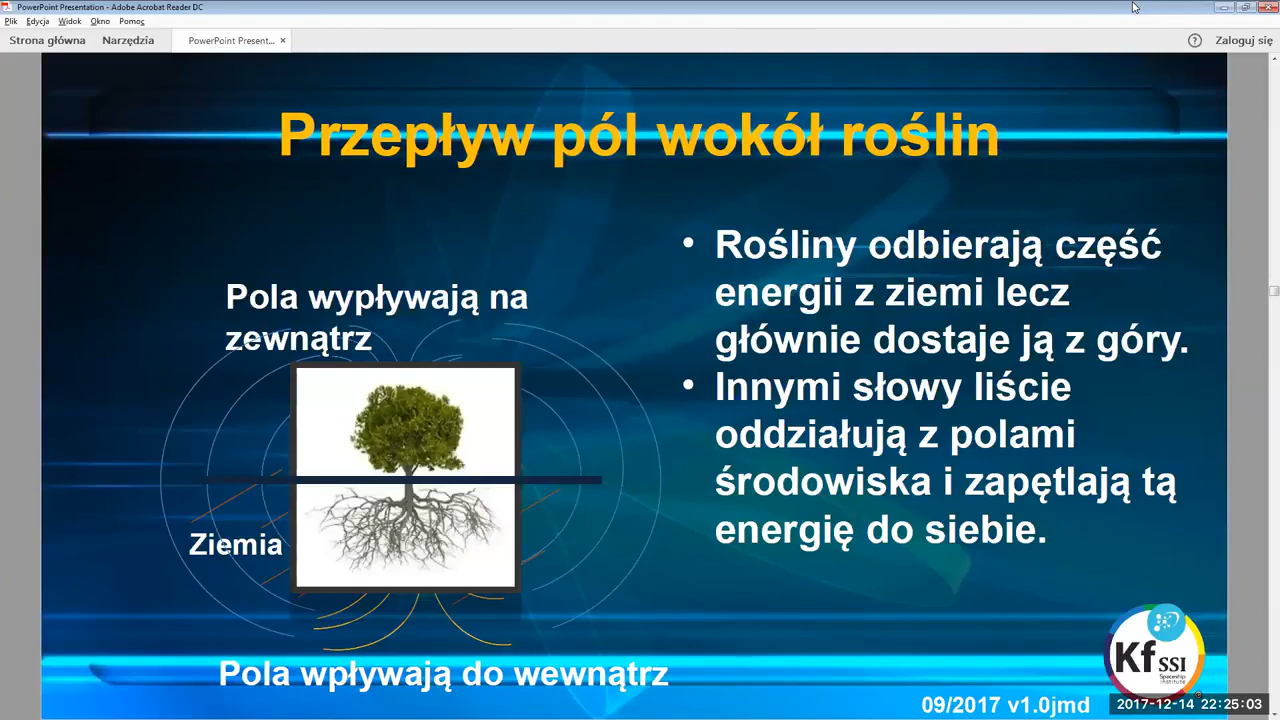 PowerPoint Presentation - Adobe Acrobat Reader DC
Plik Edycja Widok Okno Pomoc
Strona główna Narzędzia PowerPoint Present... × ? Zaloguj się
Przepływ pól wokół roślin
Pola wypływają na
zewnątrz
Ziemia
Pola wpływają do wewnątrz
• Rośliny odbierają część
energii z ziemi lecz
głównie dostaje ją z góry.
• Innymi słowy liście
oddziałują z polami
środowiska i zapętlają tą
energię do siebie.
Kf SSI
Spaceship
Institute
09/2017 v1.0jmd
2017-12-14 22:25:03